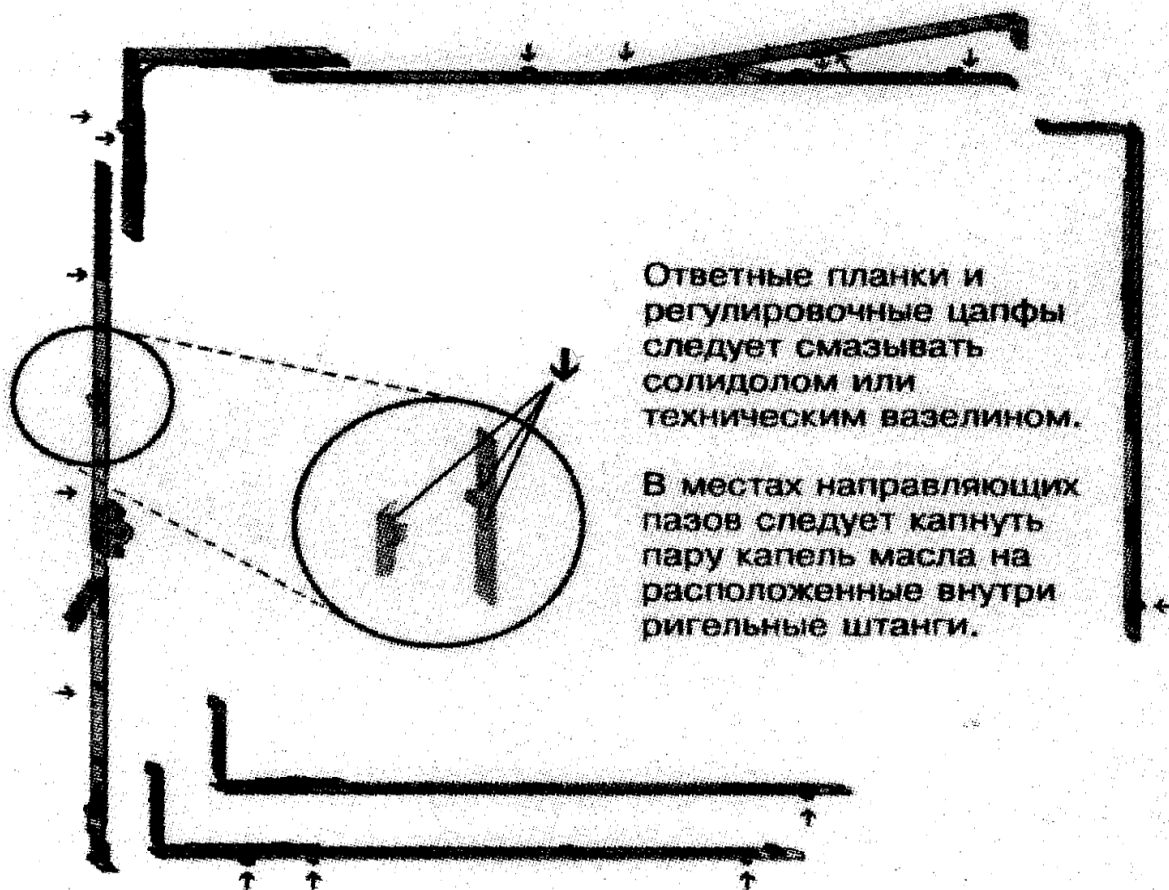 Ответные планки и
регулировочные цапфы
следует смазывать
солидолом или
техническим вазелином.
В местах направляющих
пазов следует капнуть
пару капель масла на
расположенные внутри
ригельные штанги.